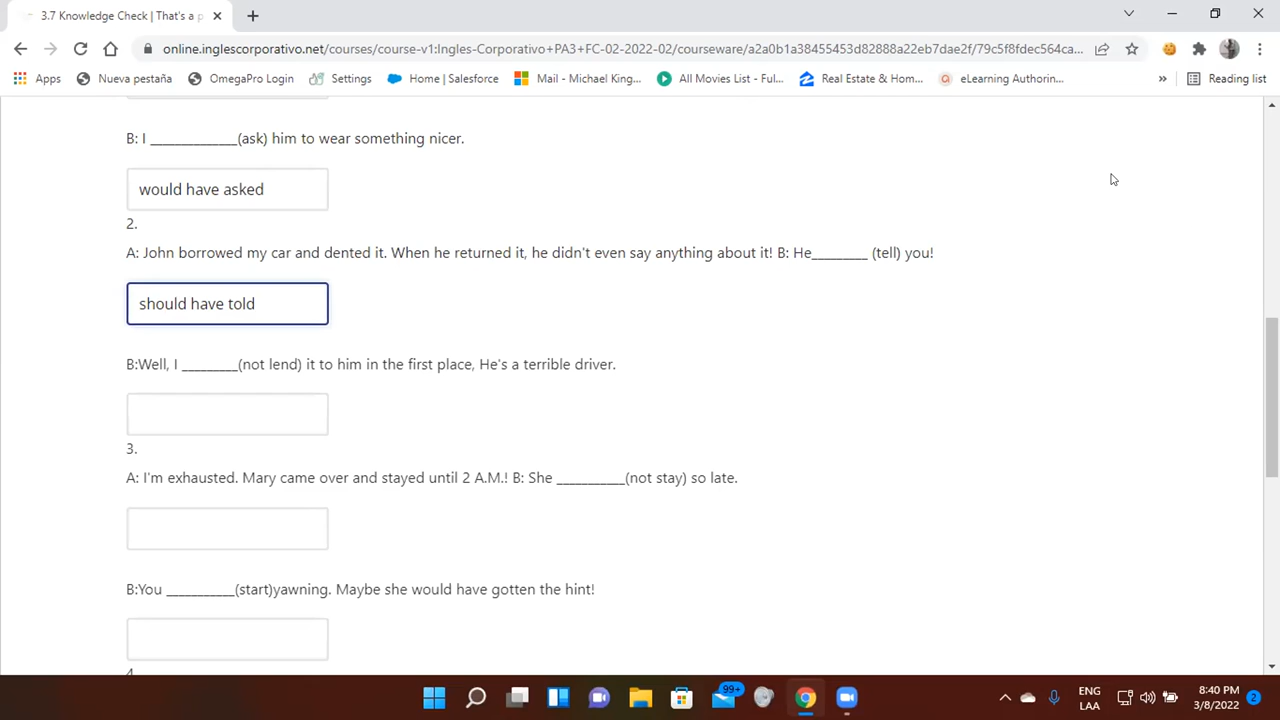 3.7 Knowledge Check | That's a p
online.inglescorporativo.net/courses/course-v1:Ingles-Corporativo+PA3+FC-02-2022-02/courseware/a2a0b1a38455453d82888a22eb7dae2f/79c5f8fdec564ca...
Apps Nueva pestaña OmegaPro Login Settings Home | Salesforce Mail - Michael King... All Movies List - Ful... Real Estate & Hom... eLearning Authorin... » Reading list
B: I ______________(ask) him to wear something nicer.
would have asked
2.
A: John borrowed my car and dented it. When he returned it, he didn't even say anything about it! B: He_________ (tell) you!
should have told
B:Well, I _________(not lend) it to him in the first place, He's a terrible driver.
3.
A: I'm exhausted. Mary came over and stayed until 2 A.M.! B: She ___________(not stay) so late.
B:You ___________(start)yawning. Maybe she would have gotten the hint!
4.
99+
ENG
LAA
8:40 PM
3/8/2022
2